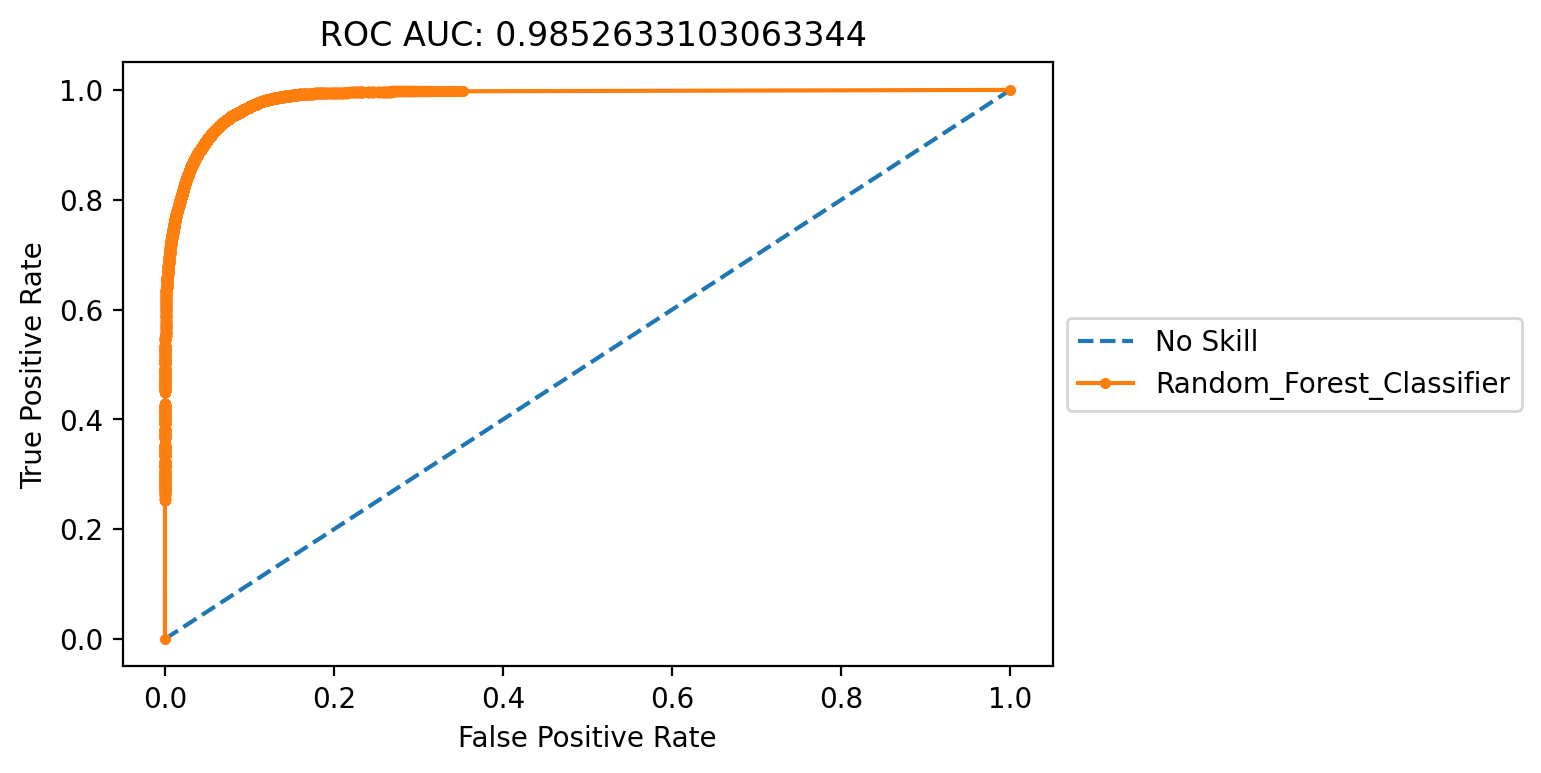 ROC AUC: 0.9852633103063344
True Positive Rate
1.0
0.8
0.6
0.4
0.2
0.0
0.0 0.2 0.4 0.6 0.8 1.0
False Positive Rate
No Skill
Random_Forest_Classifier